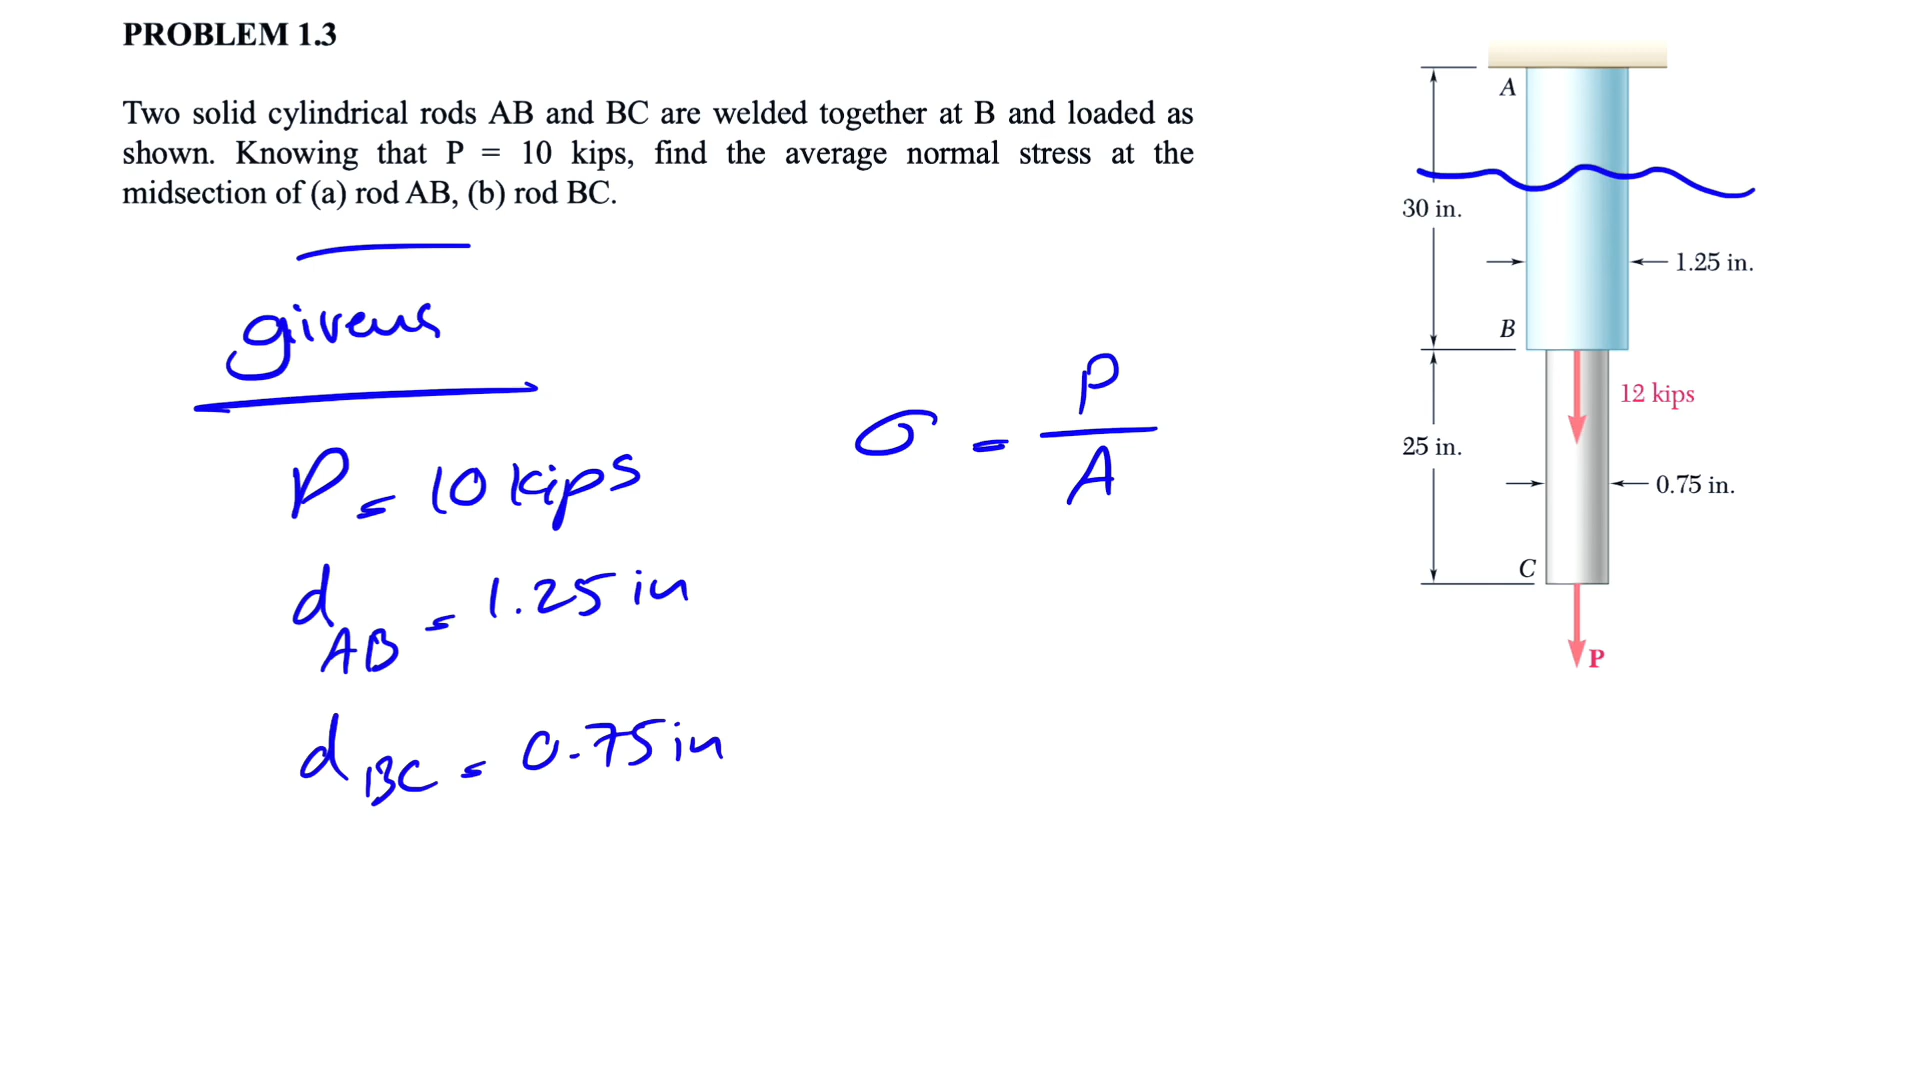 PROBLEM 1.3
Two solid cylindrical rods AB and BC are welded together at B and loaded as
shown. Knowing that P = 10 kips, find the average normal stress at the
midsection of (a) rod AB, (b) rod BC.
givens
P = 10 kips
d_AB = 1.25 in
d_BC = 0.75 in
σ = P/A
A
30 in.
1.25 in.
B
12 kips
25 in.
0.75 in.
C
P